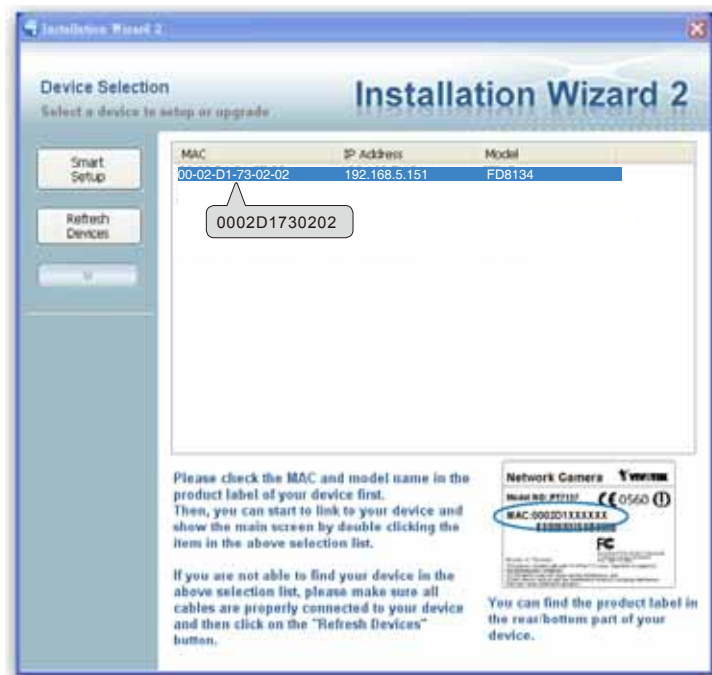 Installation Wizard 2
Device Selection
Select a device to setup or upgrade
Installation Wizard 2
Smart
Setup
Refresh
Devices
MAC IP Address Model
00-02-D1-73-02-02 192.168.5.151 FD8134
0002D1730202
Please check the MAC and model name in the
product label of your device first.
Then, you can start to link to your device and
show the main screen by double clicking the
item in the above selection list.
If you are not able to find your device in the
above selection list, please make sure all
cables are properly connected to your device
and then click on the "Refresh Devices"
button.
Network Camera VIVOTEK
Model NO: PT7137 CE0560
MAC:0002D1XXXXXX
FC
You can find the product label in
the rear/bottom part of your
device.